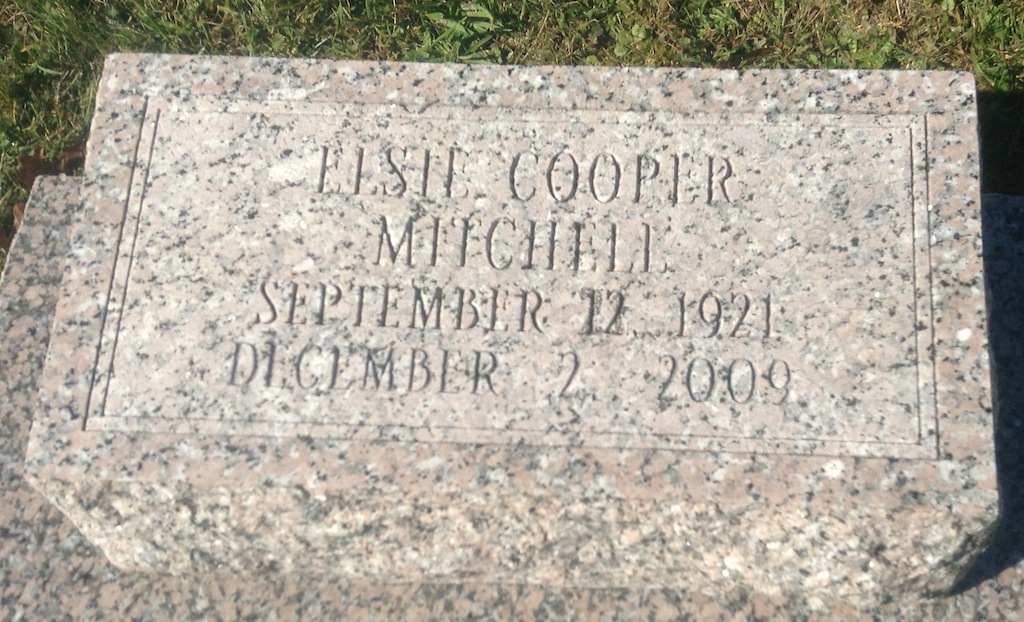 ELSIE COOPER
MITCHELL
SEPTEMBER 12, 1921
DECEMBER 2, 2009